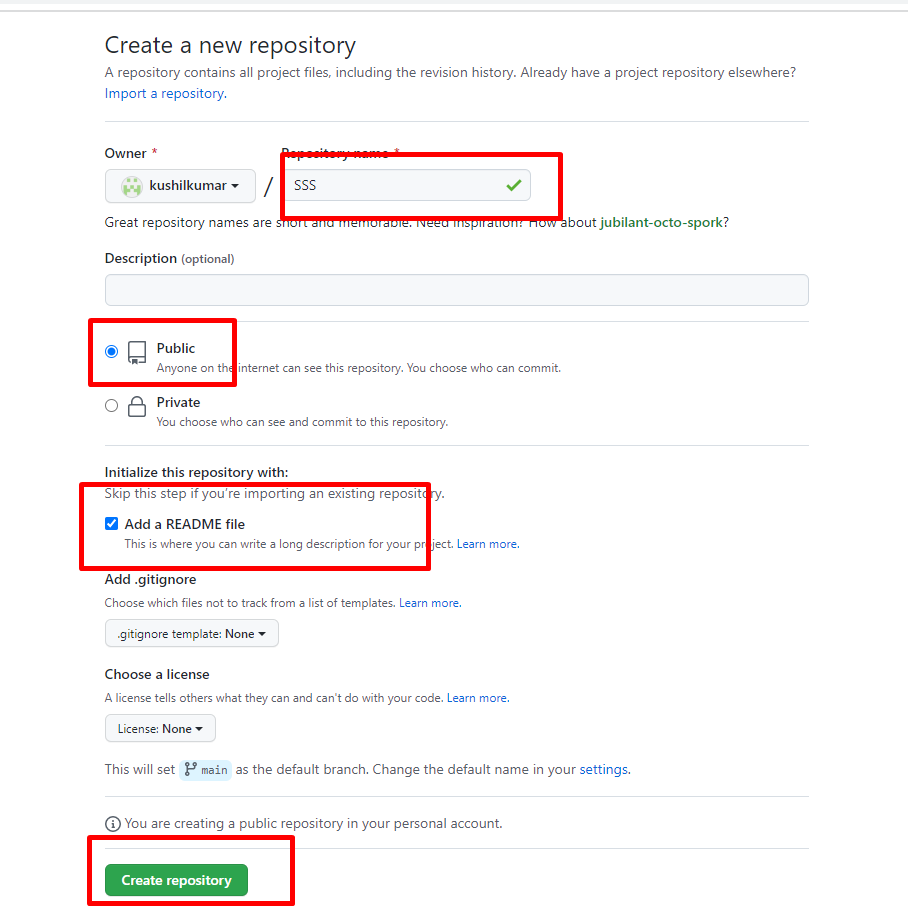 Create a new repository
A repository contains all project files, including the revision history. Already have a project repository elsewhere?
Import a repository.
Owner * Repository name *
kushilkumar / SSS
Great repository names are short and memorable. Need inspiration? How about jubilant-octo-spork?
Description (optional)
Public
Anyone on the internet can see this repository. You choose who can commit.
Private
You choose who can see and commit to this repository.
Initialize this repository with:
Skip this step if you're importing an existing repository.
Add a README file
This is where you can write a long description for your project. Learn more.
Add .gitignore
Choose which files not to track from a list of templates. Learn more.
.gitignore template: None
Choose a license
A license tells others what they can and can't do with your code. Learn more.
License: None
This will set main as the default branch. Change the default name in your settings.
You are creating a public repository in your personal account.
Create repository